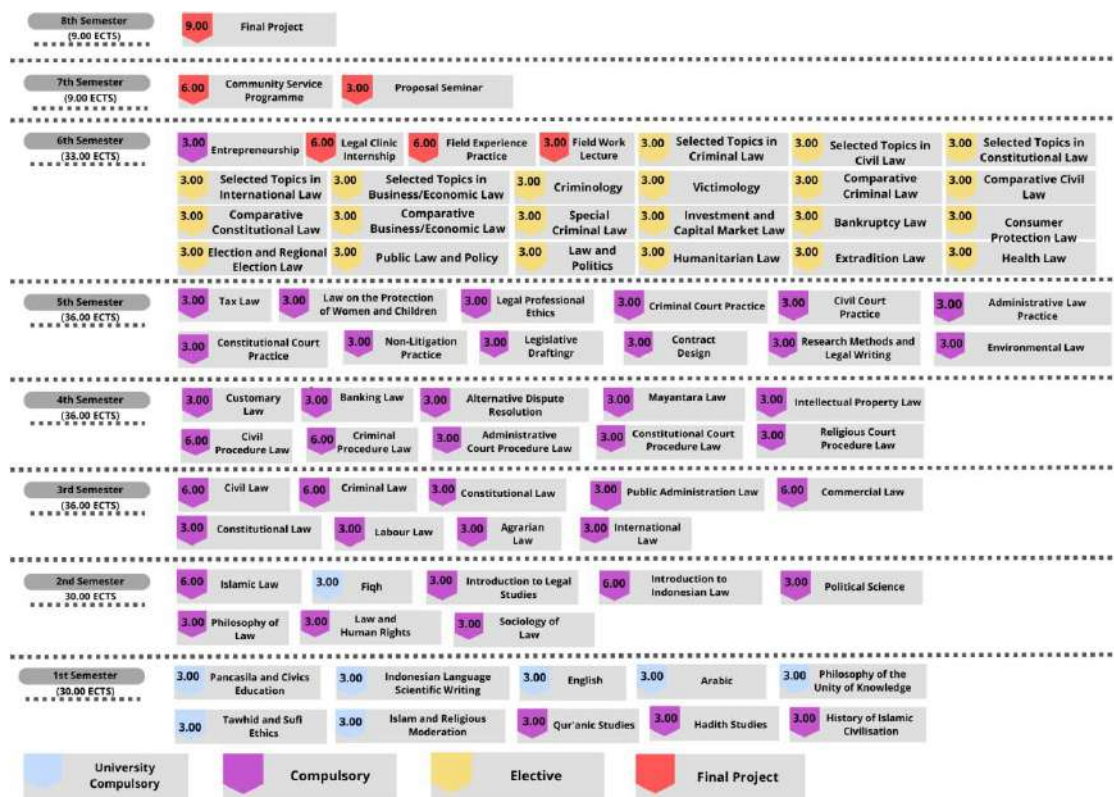 8th Semester
(9.00 ECTS)
9.00 Final Project
7th Semester
(9.00 ECTS)
6.00 Community Service
Programme
3.00 Proposal Seminar
6th Semester
(33.00 ECTS)
3.00 Entrepreneurship
6.00 Legal Clinic
Internship
6.00 Field Experience
Practice
3.00 Field Work
Lecture
3.00 Selected Topics in
Criminal Law
3.00 Selected Topics in
Civil Law
3.00 Selected Topics in
Constitutional Law
3.00 Selected Topics in
International Law
3.00 Selected Topics in
Business/Economic Law
3.00 Criminology
3.00 Victimology
3.00 Comparative
Criminal Law
3.00 Comparative Civil
Law
3.00 Comparative
Constitutional Law
3.00 Comparative
Business/Economic Law
3.00 Special
Criminal Law
3.00 Investment and
Capital Market Law
3.00 Bankruptcy Law
3.00 Consumer
Protection Law
3.00 Election and Regional
Election Law
3.00 Public Law and Policy
3.00 Law and
Politics
3.00 Humanitarian Law
3.00 Extradition Law
3.00 Health Law
5th Semester
(36.00 ECTS)
3.00 Tax Law
3.00 Law on the Protection
of Women and Children
3.00 Legal Professional
Ethics
3.00 Criminal Court Practice
3.00 Civil Court
Practice
3.00 Administrative Law
Practice
3.00 Constitutional Court
Practice
3.00 Non-Litigation
Practice
3.00 Legislative
Draftingr
3.00 Contract
Design
3.00 Research Methods and
Legal Writing
3.00 Environmental Law
4th Semester
(36.00 ECTS)
3.00 Customary
Law
3.00 Banking Law
3.00 Alternative Dispute
Resolution
3.00 Mayantara Law
3.00 Intellectual Property Law
6.00 Civil
Procedure Law
6.00 Criminal
Procedure Law
3.00 Administrative
Court Procedure Law
3.00 Constitutional Court
Procedure Law
3.00 Religious Court
Procedure Law
3rd Semester
(36.00 ECTS)
6.00 Civil Law
6.00 Criminal Law
3.00 Constitutional Law
3.00 Public Administration Law
6.00 Commercial Law
3.00 Constitutional Law
3.00 Labour Law
3.00 Agrarian
Law
3.00 International
Law
2nd Semester
30.00 ECTS
6.00 Islamic Law
3.00 Fiqh
3.00 Introduction to Legal
Studies
6.00 Introduction to
Indonesian Law
3.00 Political Science
3.00 Philosophy of
Law
3.00 Law and
Human Rights
3.00 Sociology of
Law
1st Semester
(30.00 ECTS)
3.00 Pancasila and Civics
Education
3.00 Indonesian Language
Scientific Writing
3.00 English
3.00 Arabic
3.00 Philosophy of the
Unity of Knowledge
3.00 Tawhid and Sufi
Ethics
3.00 Islam and Religious
Moderation
3.00 Qur'anic Studies
3.00 Hadith Studies
3.00 History of Islamic
Civilisation
University
Compulsory
Compulsory
Elective
Final Project